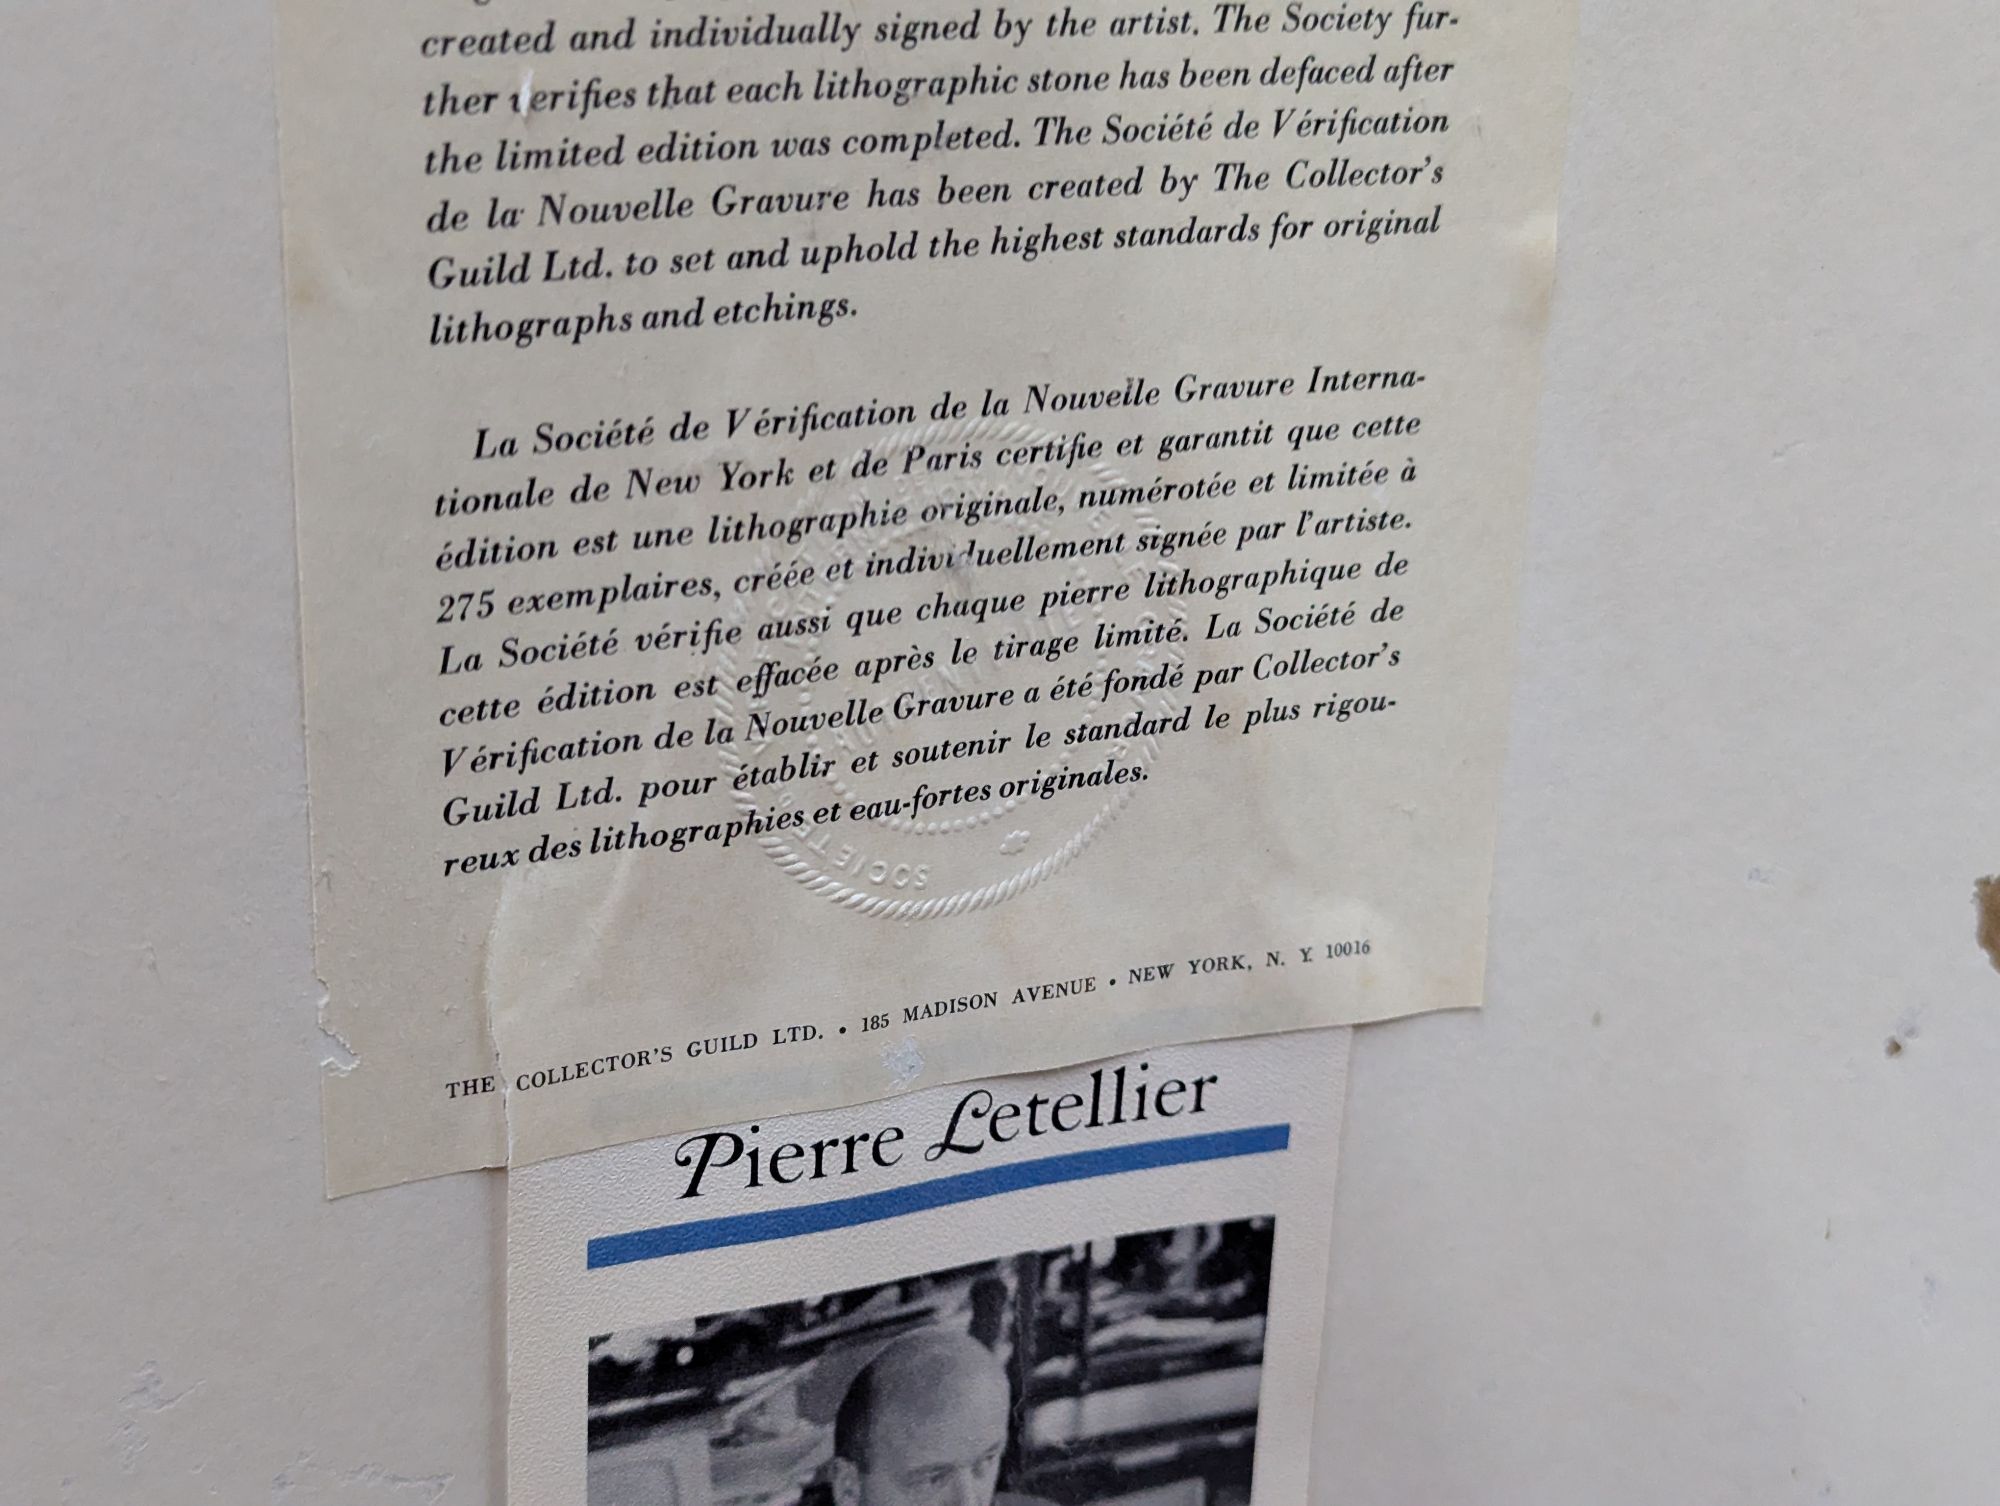 created and individually signed by the artist. The Society fur-
ther verifies that each lithographic stone has been defaced after
the limited edition was completed. The Société de Vérification
de la Nouvelle Gravure has been created by The Collector's
Guild Ltd. to set and uphold the highest standards for original
lithographs and etchings.
La Société de Vérification de la Nouvelle Gravure Interna-
tionale de New York et de Paris certifie et garantit que cette
édition est une lithographie originale, numérotée et limitée à
275 exemplaires, créée et individuellement signée par l'artiste.
La Société vérifie aussi que chaque pierre lithographique de
cette édition est effacée après le tirage limité. La Société de
Vérification de la Nouvelle Gravure a été fondé par Collector's
Guild Ltd. pour établir et soutenir le standard le plus rigou-
reux des lithographies et eau-fortes originales.
SOCIETE
THE COLLECTOR'S GUILD LTD. • 185 MADISON AVENUE • NEW YORK, N. Y. 10016
Pierre Letellier